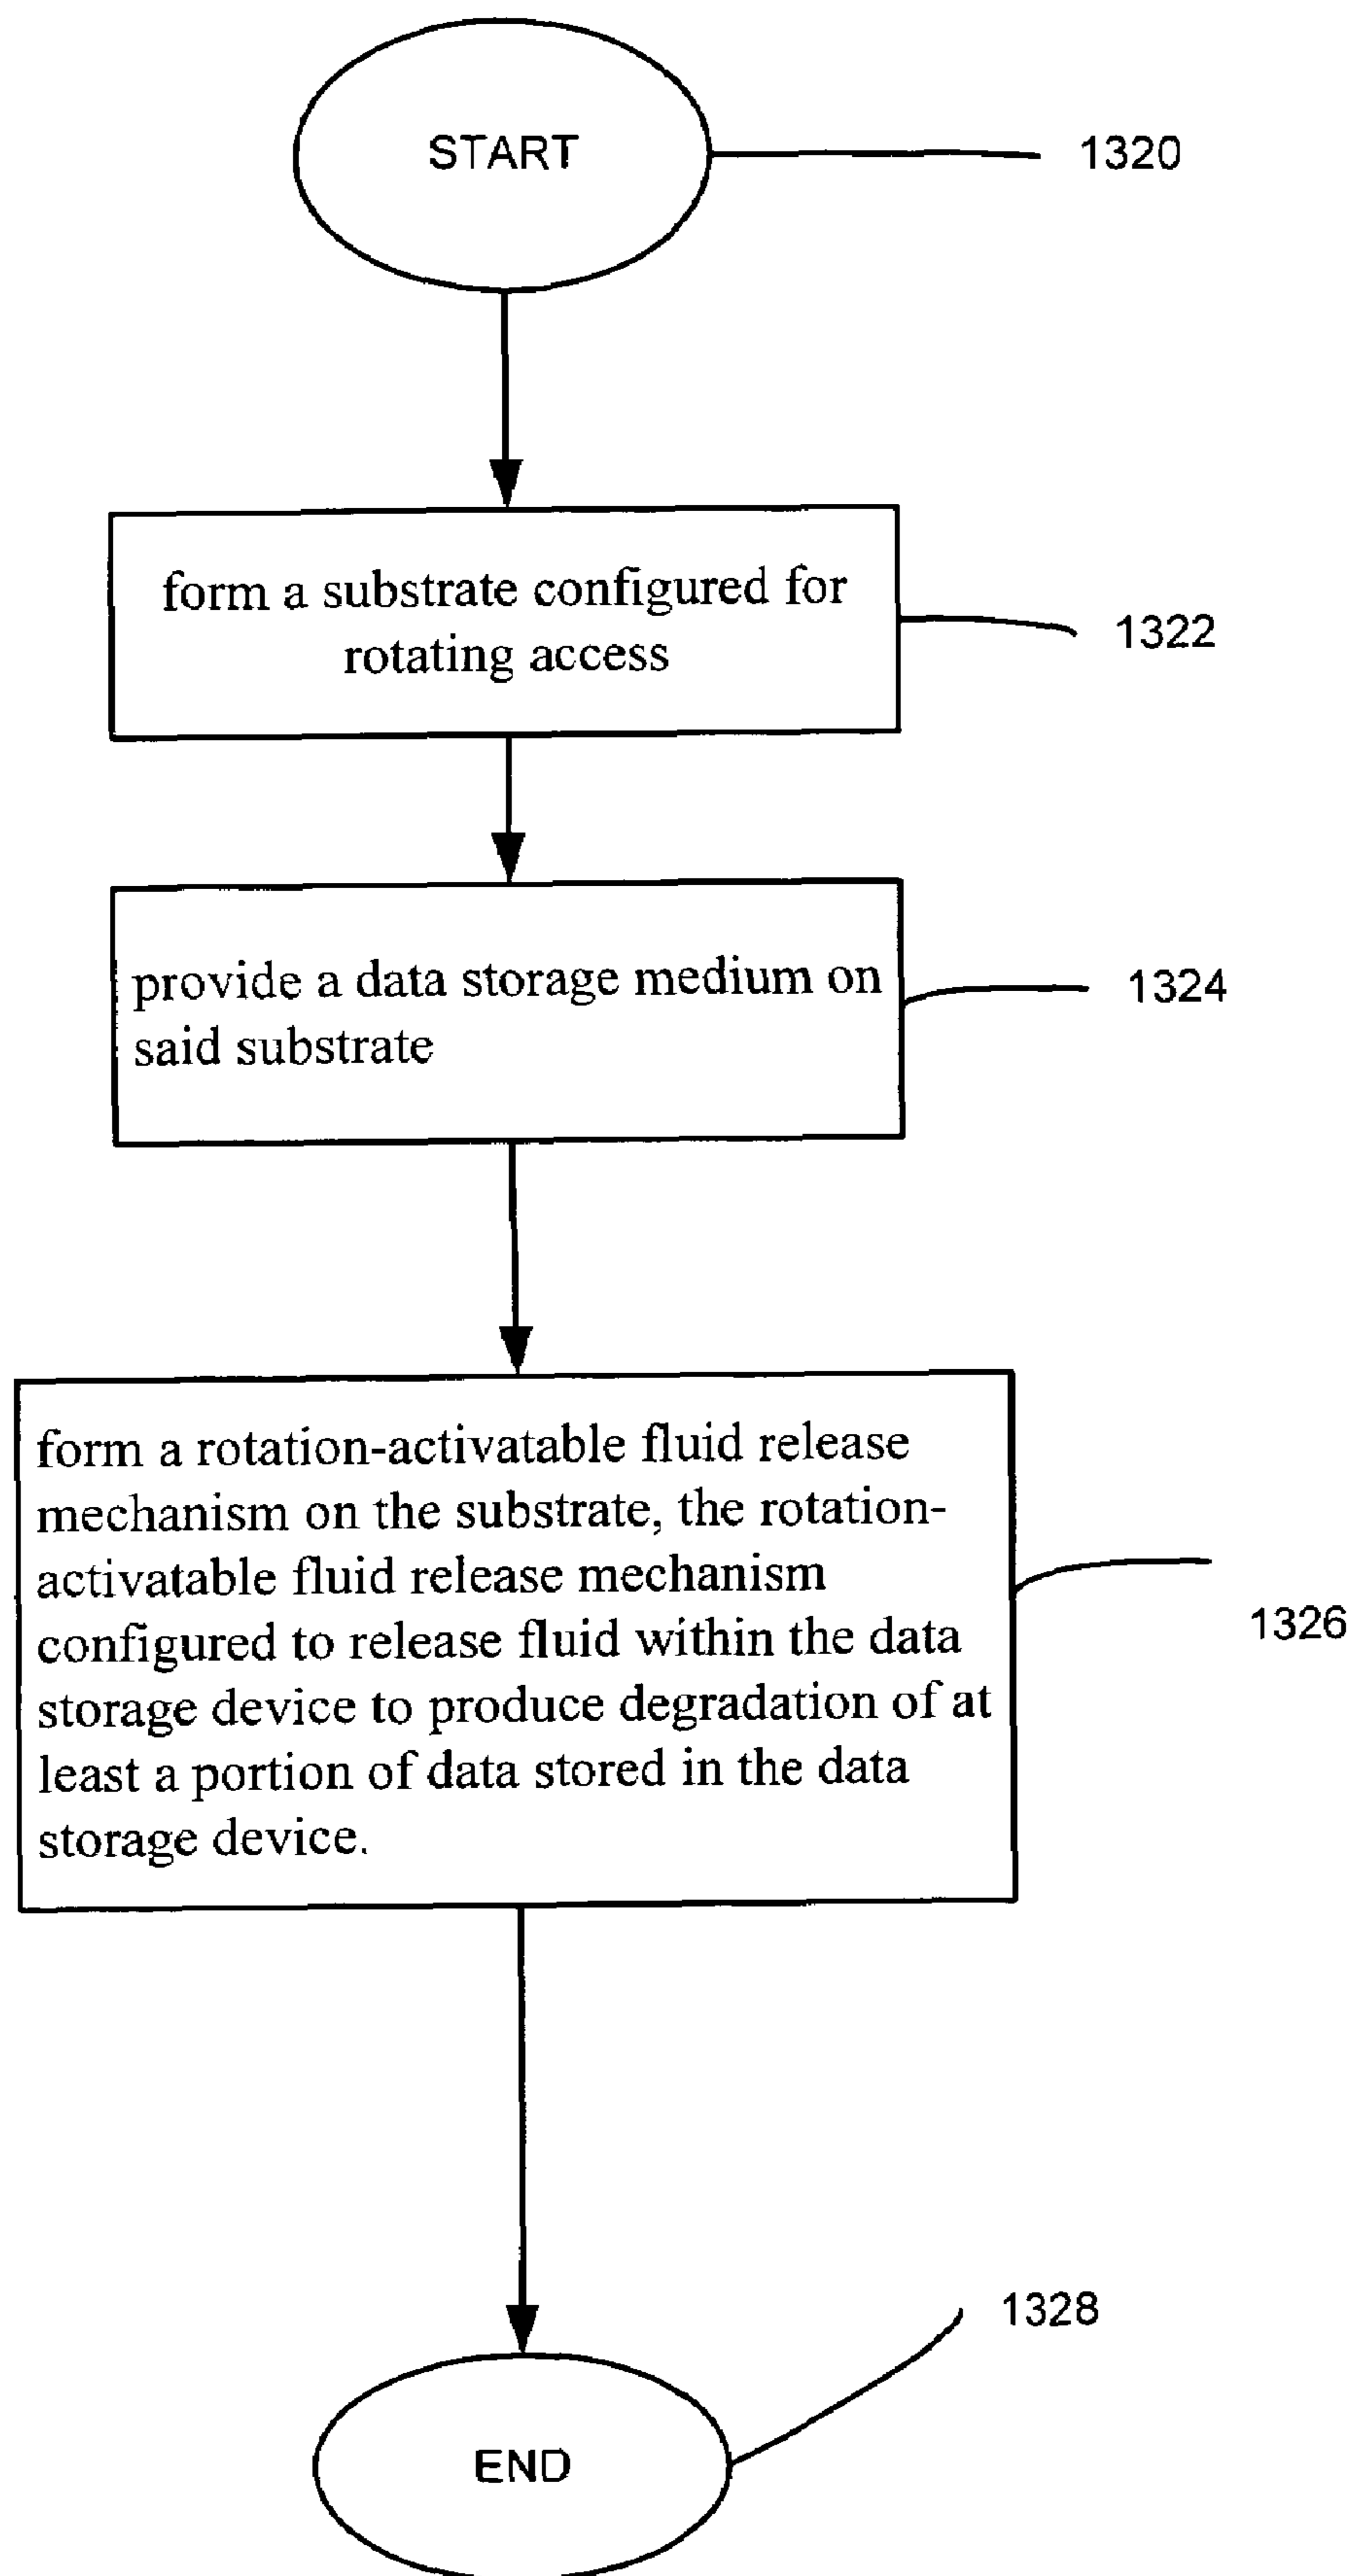 START
1320
form a substrate configured for
rotating access
1322
provide a data storage medium on
said substrate
1324
form a rotation-activatable fluid release
mechanism on the substrate, the rotation-
activatable fluid release mechanism
configured to release fluid within the data
storage device to produce degradation of at
least a portion of data stored in the data
storage device.
1326
1328
END